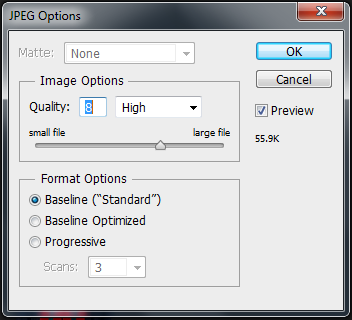 JPEG Options
Matte: None
OK
Image Options
Cancel
Quality: 8 High
Preview
small file large file
55.9K
Format Options
Baseline (“Standard”)
Baseline Optimized
Progressive
Scans: 3